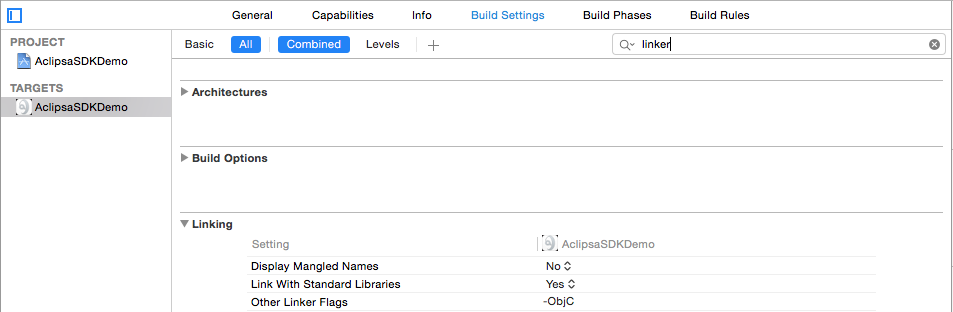 General Capabilities Info Build Settings Build Phases Build Rules
PROJECT
AclipsaSDKDemo
TARGETS
AclipsaSDKDemo
Basic All Combined Levels + linker
Architectures
Build Options
Linking
Setting AclipsaSDKDemo
Display Mangled Names No
Link With Standard Libraries Yes
Other Linker Flags -ObjC